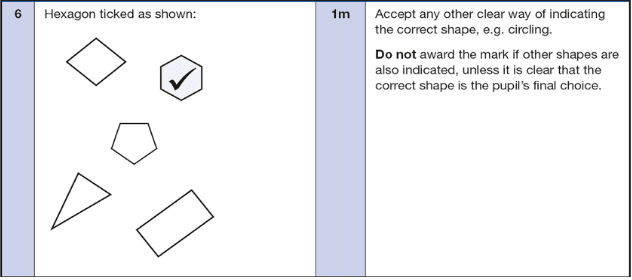 6
Hexagon ticked as shown:
1m
Accept any other clear way of indicating
the correct shape, e.g. circling.
Do not award the mark if other shapes are
also indicated, unless it is clear that the
correct shape is the pupil's final choice.